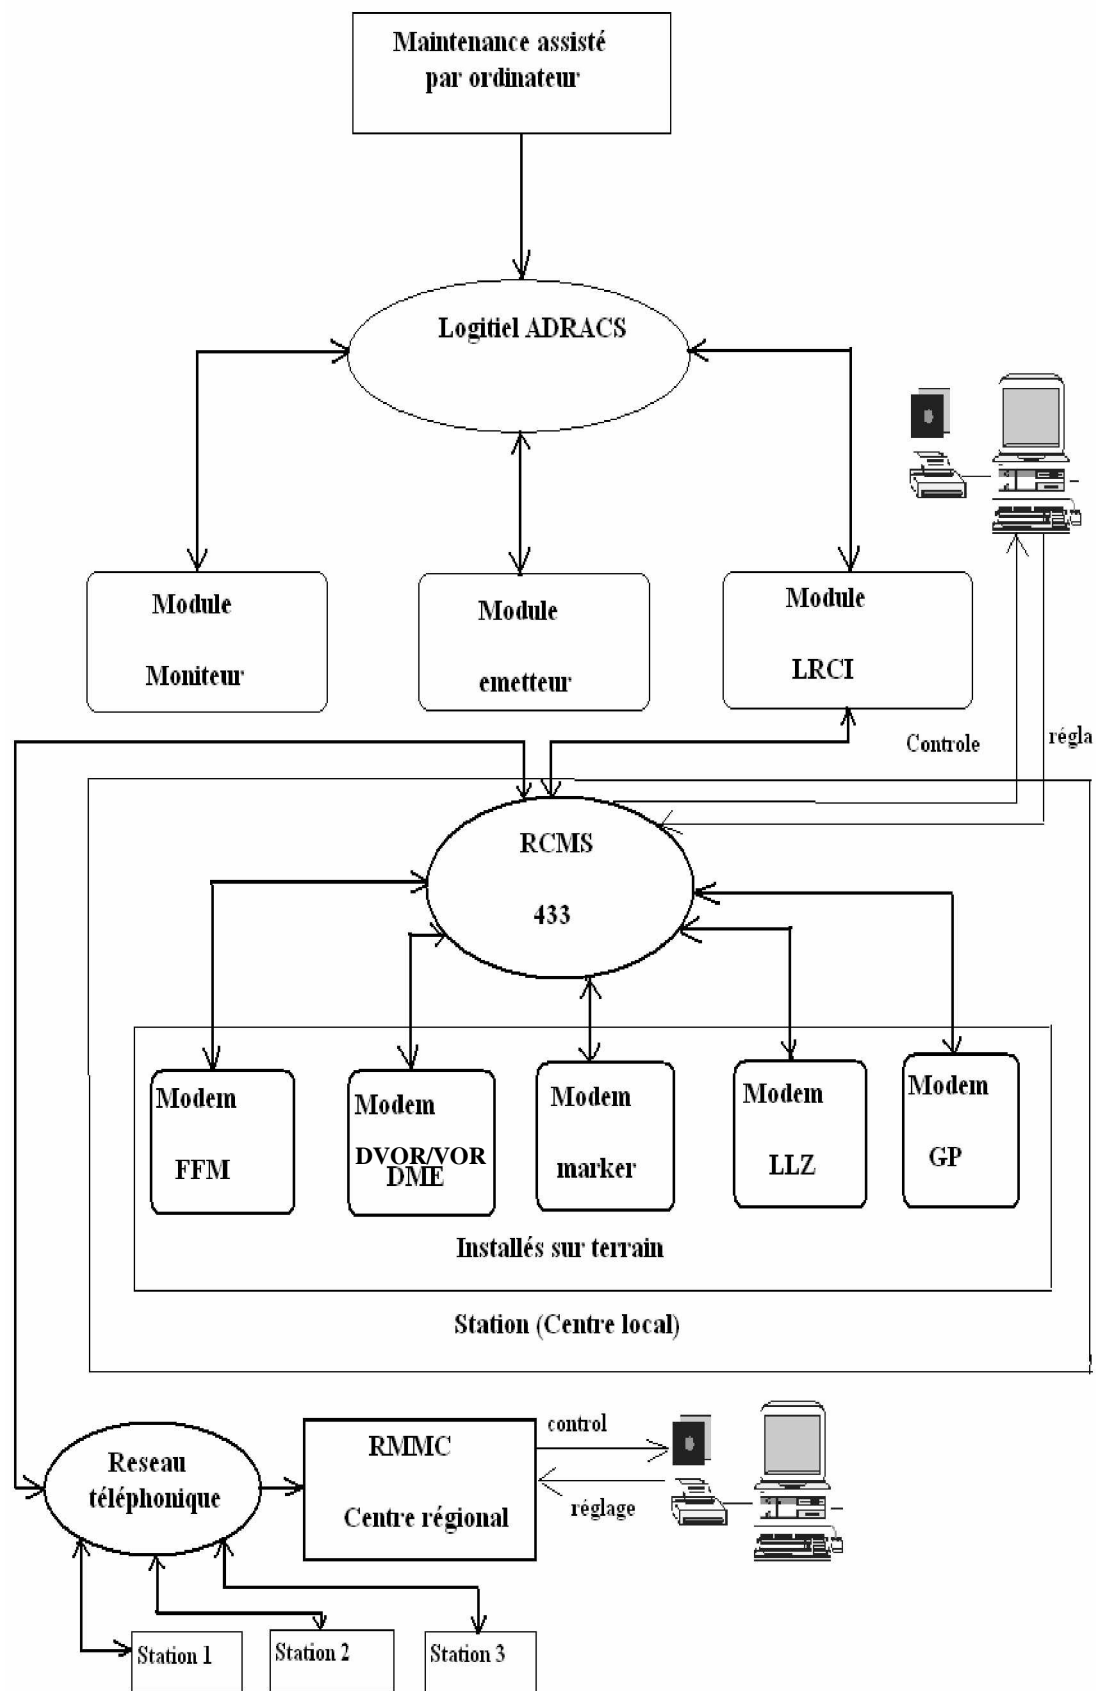 Maintenance assisté
par ordinateur
Logitiel ADRACS
Module
Moniteur
Module
emetteur
Module
LRCI
Controle
régla
RCMS
433
Modem
FFM
Modem
DVOR/VOR
DME
Modem
marker
Modem
LLZ
Modem
GP
Installés sur terrain
Station (Centre local)
Reseau
téléphonique
RMMC
Centre régional
control
réglage
Station 1
Station 2
Station 3